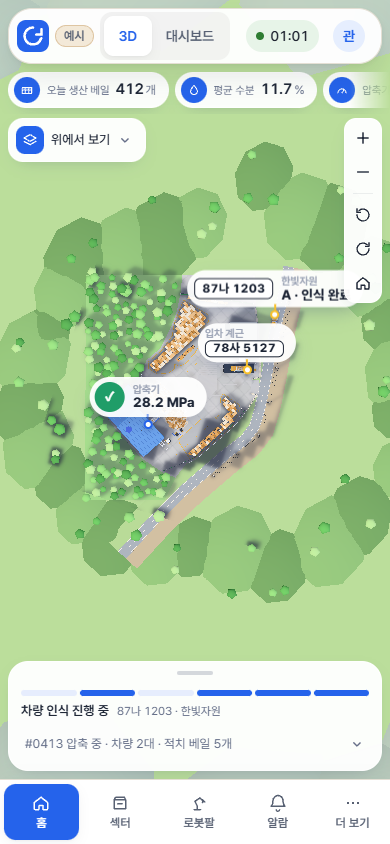 예시
3D
대시보드
01:01
관
오늘 생산 베일 412개
평균 수분 11.7%
압축
위에서 보기
87나 1203
한빛자원
A · 인식 완료
입차 계근
78사 5127
압축기
28.2 MPa
차량 인식 진행 중 87나 1203 · 한빛자원
#0413 압축 중 · 차량 2대 · 적치 베일 5개
홈
섹터
로봇팔
알람
더 보기